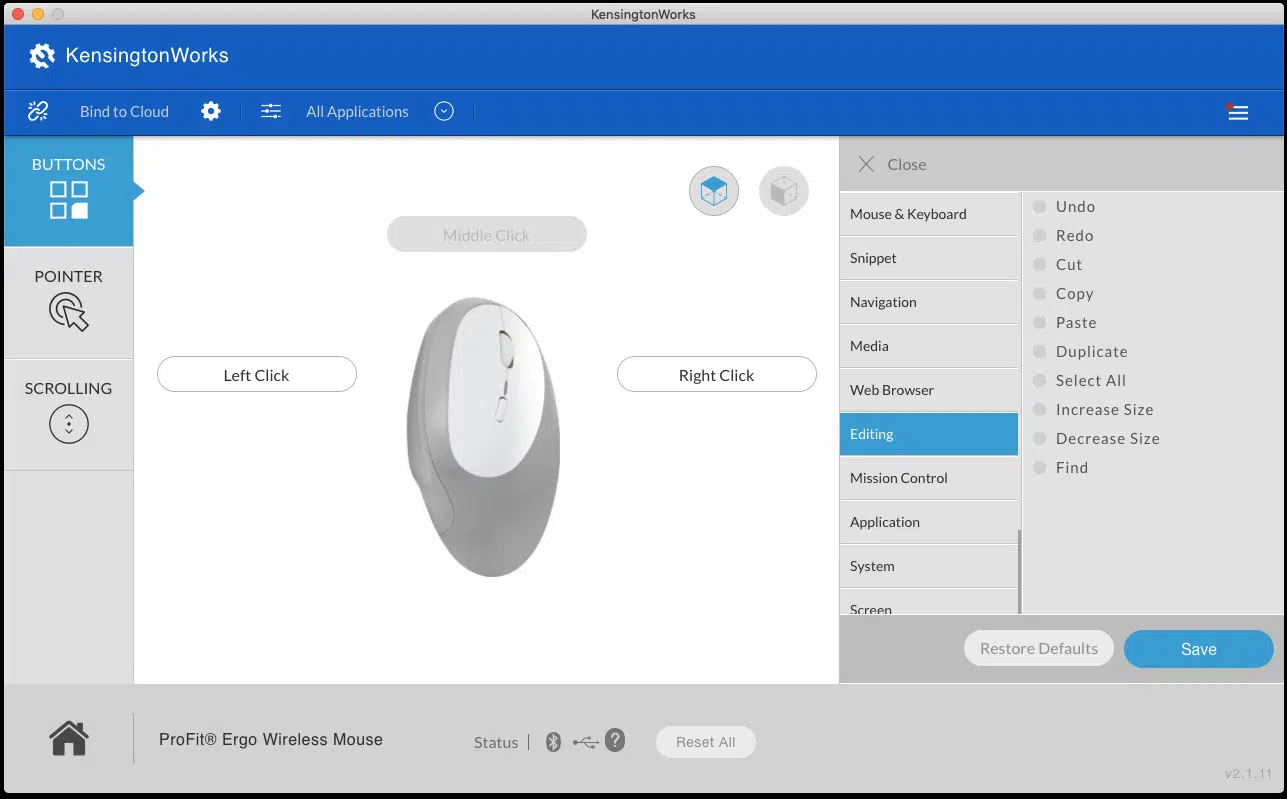 KensingtonWorks
KensingtonWorks
Bind to Cloud
All Applications
BUTTONS
POINTER
SCROLLING
Middle Click
Left Click
Right Click
Close
Mouse & Keyboard
Snippet
Navigation
Media
Web Browser
Editing
Mission Control
Application
System
Screen
Undo
Redo
Cut
Copy
Paste
Duplicate
Select All
Increase Size
Decrease Size
Find
Restore Defaults
Save
ProFit® Ergo Wireless Mouse
Status
?
Reset All
v2.1.11